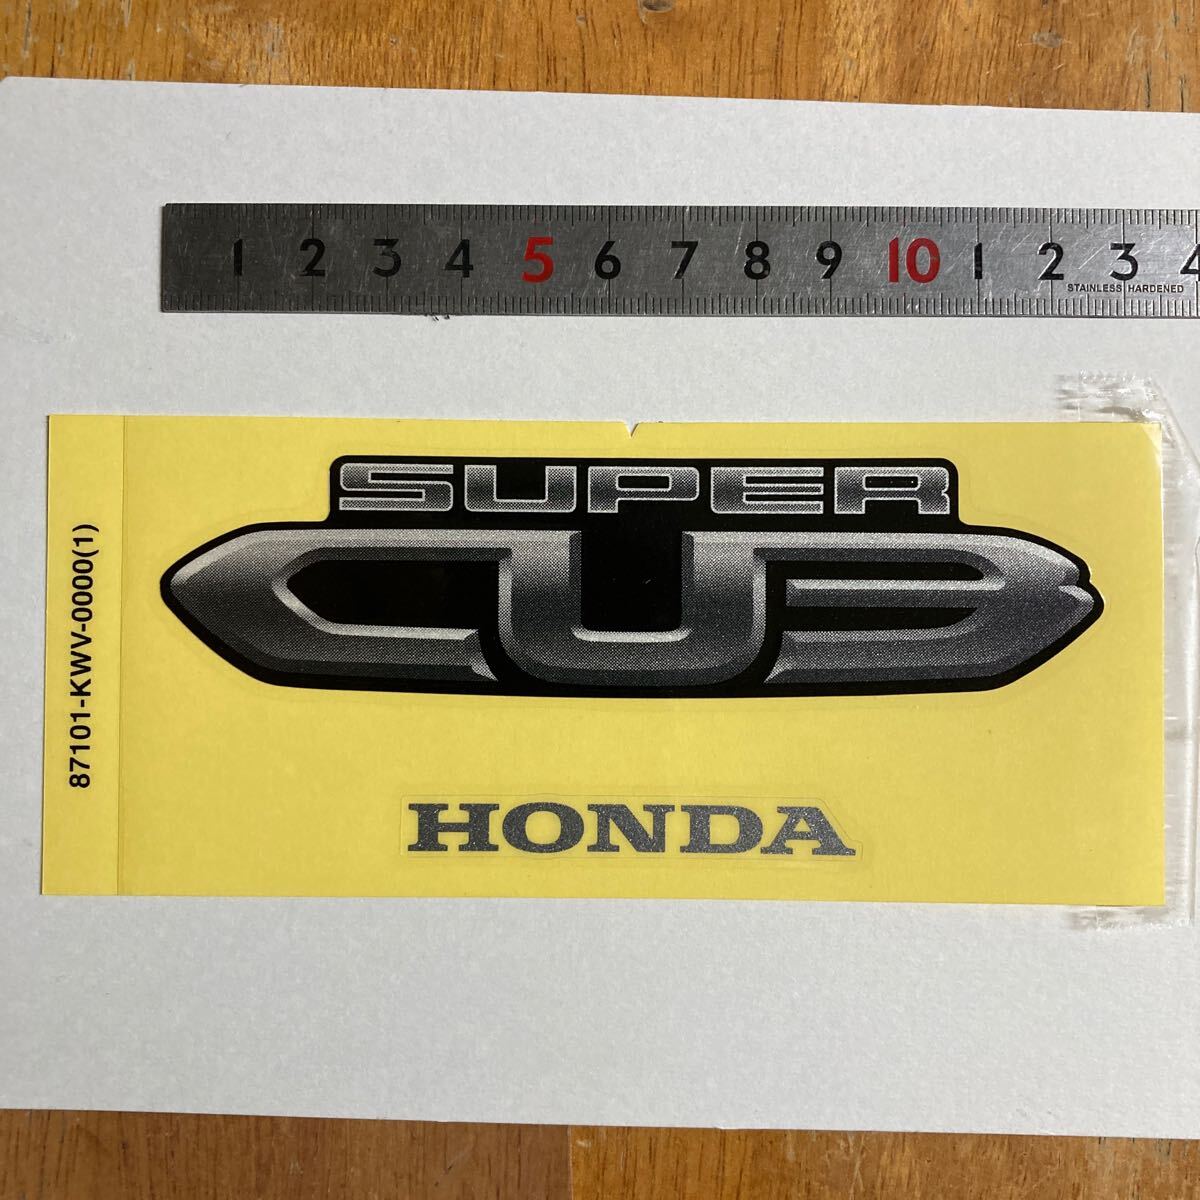 1 2 3 4 5 6 7 8 9 10 1 2 3 4
STAINLESS HARDENED
87101-KWV-0000(1)
SUPER
CUB
HONDA